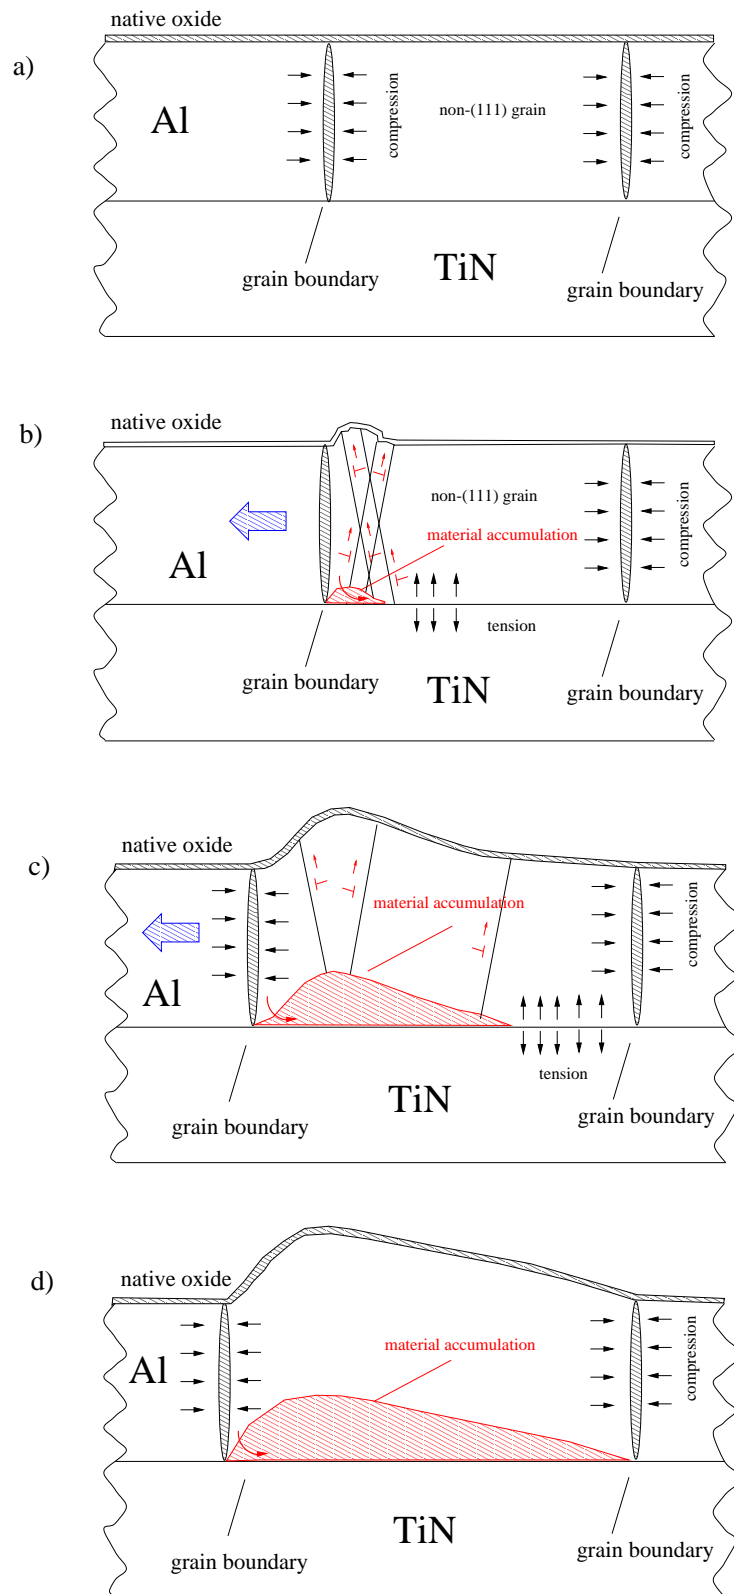 native oxide
a)
Al
compression
non-(111) grain
compression
grain boundary
TiN
grain boundary
native oxide
b)
non-(111) grain
compression
material accumulation
Al
tension
grain boundary
TiN
grain boundary
native oxide
c)
compression
material accumulation
Al
tension
TiN
grain boundary
grain boundary
d)
native oxide
compression
material accumulation
Al
TiN
grain boundary
grain boundary